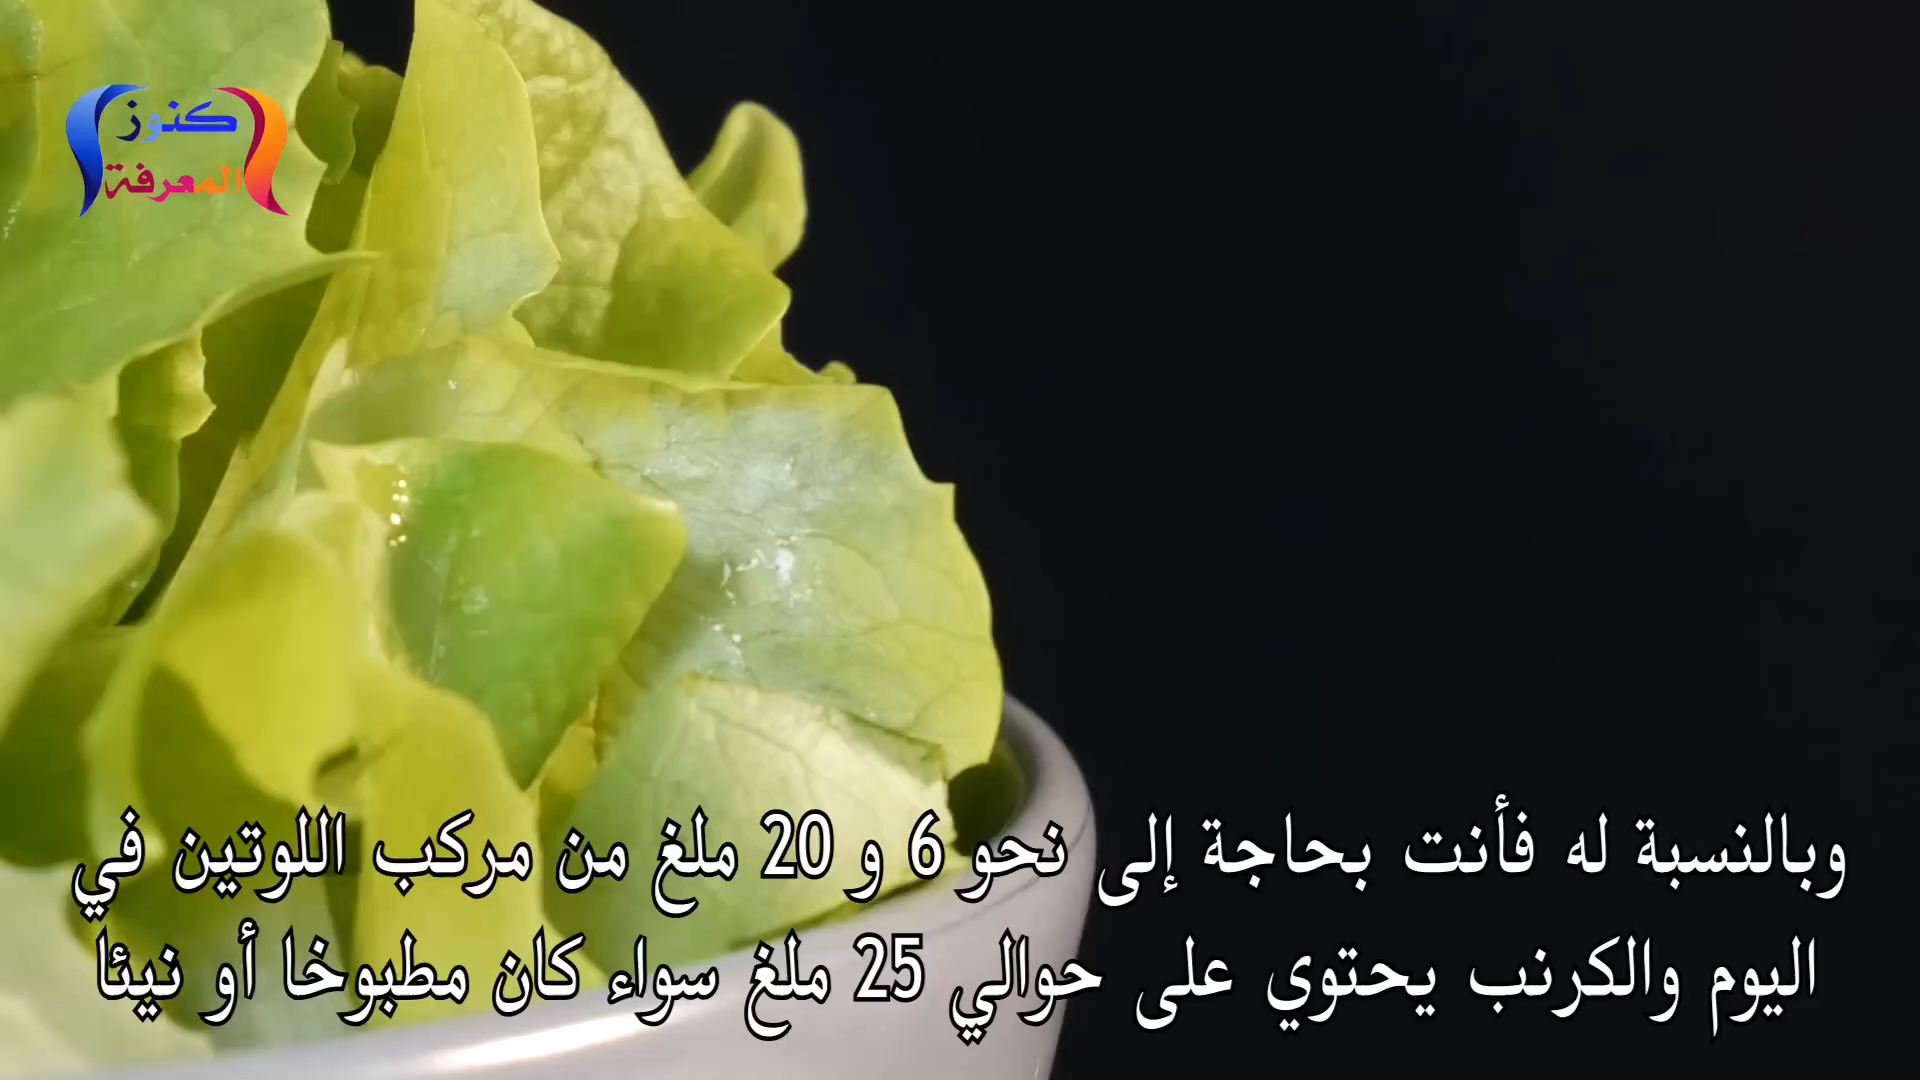 كنوز
المعرفة
وبالنسبة له فأنت بحاجة إلى نحو 6 و 20 ملغ من مركب اللوتين في
اليوم والكرنب يحتوي على حوالي 25 ملغ سواء كان مطبوخا أو نيئا